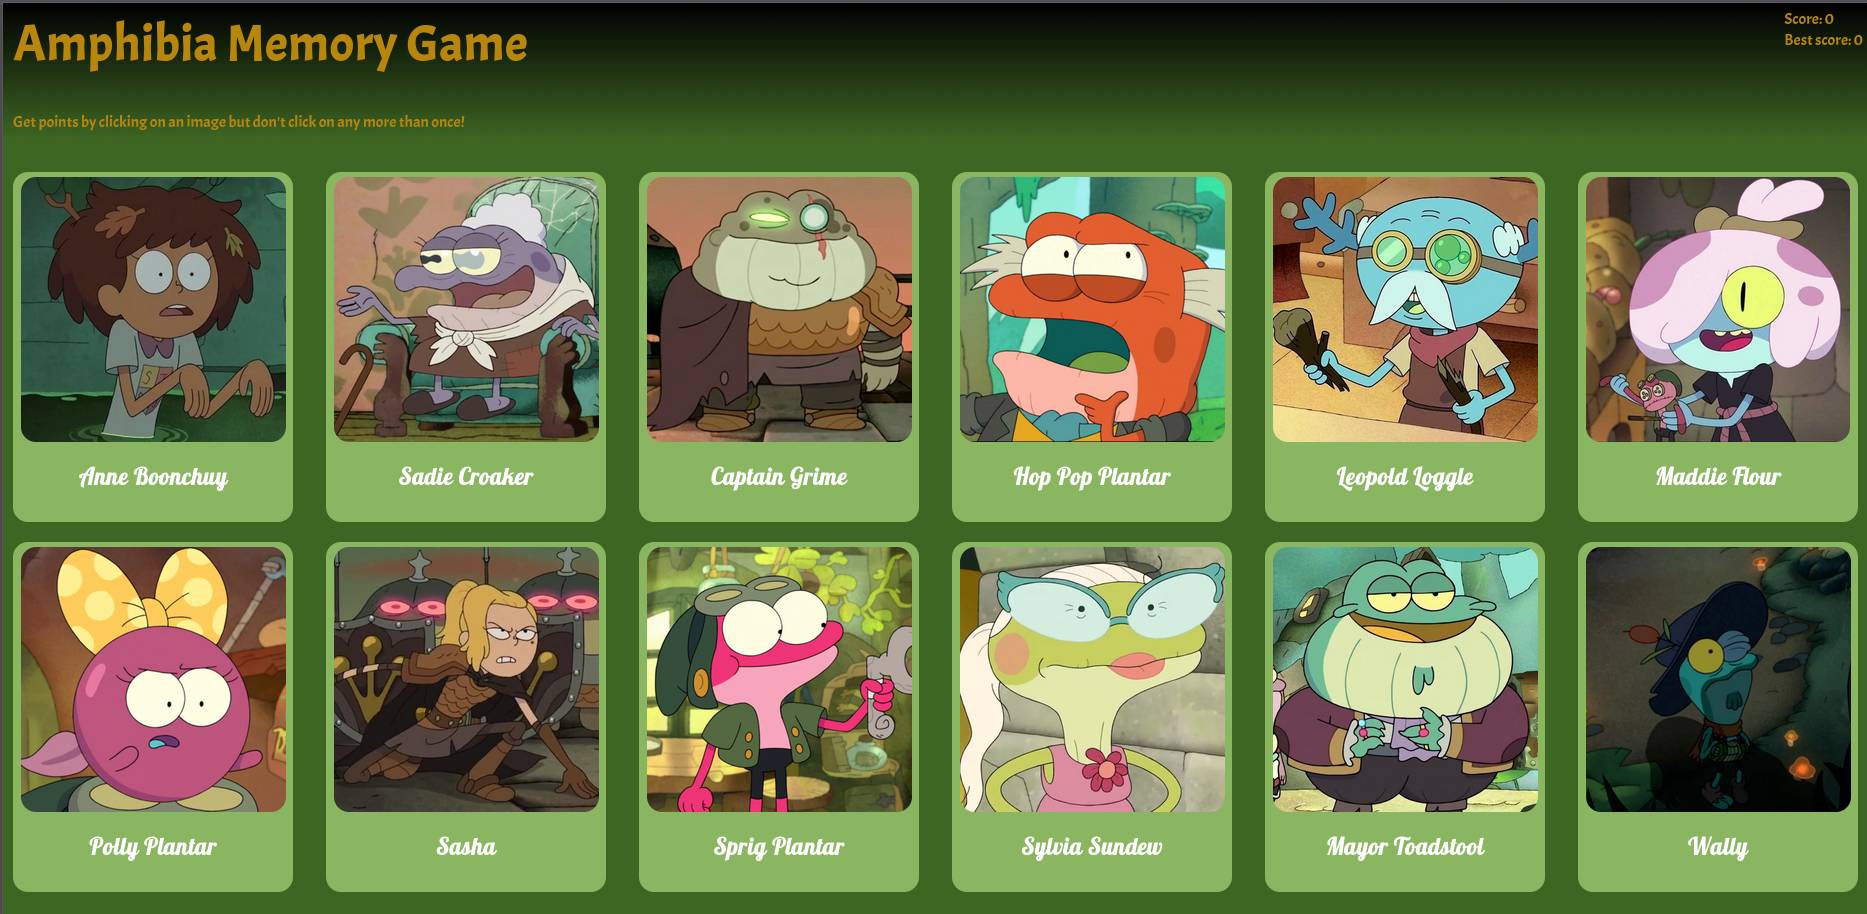 Amphibia Memory Game
Score: 0
Best score: 0
Get points by clicking on an image but don't click on any more than once!
Anne Boonchuy
Sadie Croaker
Captain Grime
Hop Pop Plantar
Leopold Loggle
Maddie Flour
Polly Plantar
Sasha
Sprig Plantar
Sylvia Sundew
Mayor Toadstool
Wally